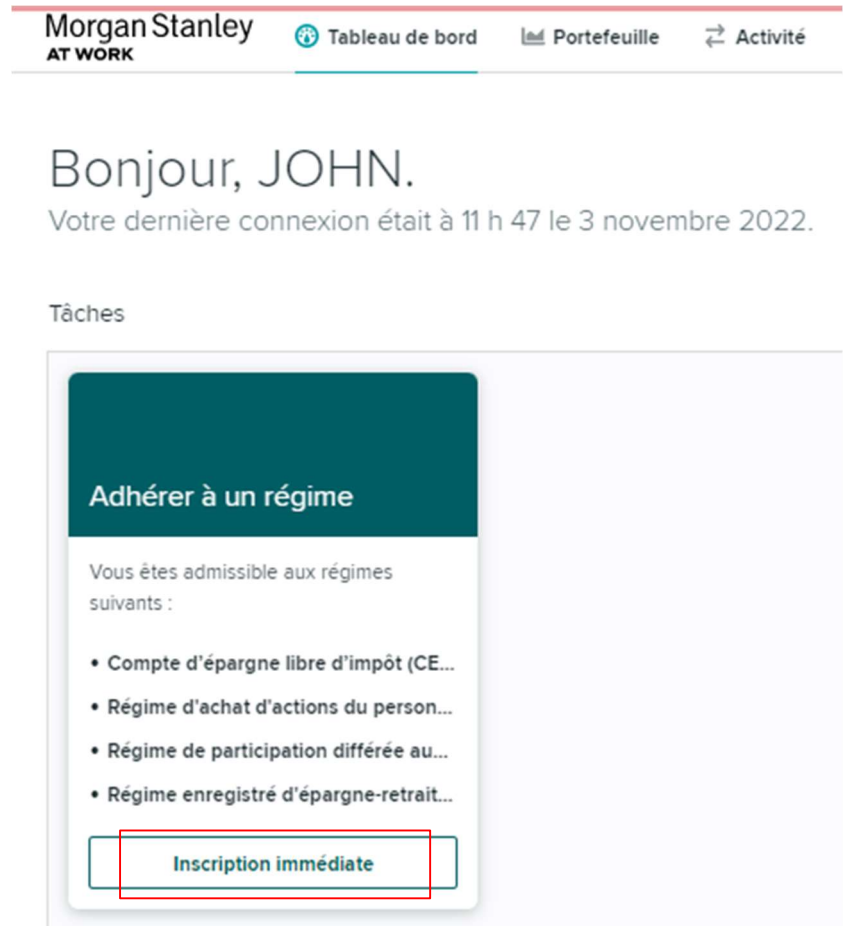 Morgan Stanley
AT WORK
Tableau de bord
Portefeuille
Activité
Bonjour, JOHN.
Votre dernière connexion était à 11 h 47 le 3 novembre 2022.
Tâches
Adhérer à un régime
Vous êtes admissible aux régimes
suivants :
• Compte d'épargne libre d'impôt (CE...
• Régime d'achat d'actions du person...
• Régime de participation différée au...
• Régime enregistré d'épargne-retrait...
Inscription immédiate